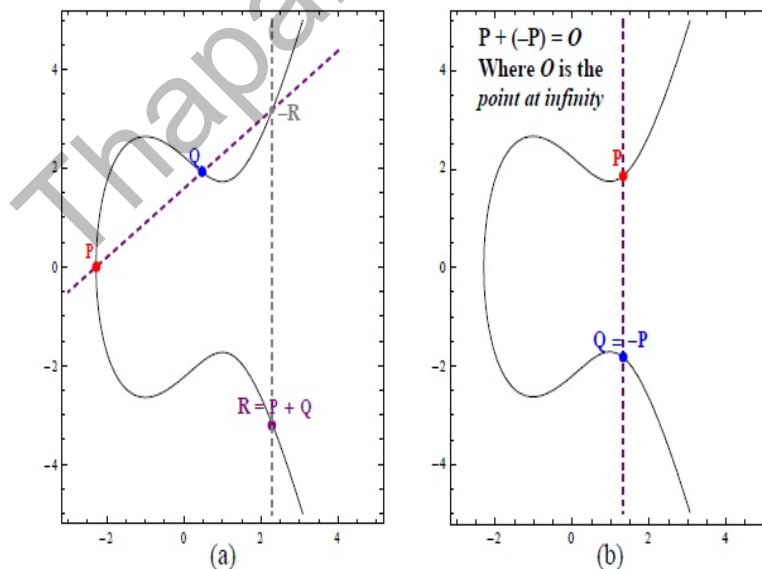 Thapa
4
2
0
−2
−4
−2
0
2
4
P
Q
−R
R = P + Q
(a)
P + (−P) = O
Where O is the
point at infinity
4
2
0
−2
−4
−2
0
2
4
P
Q = −P
(b)